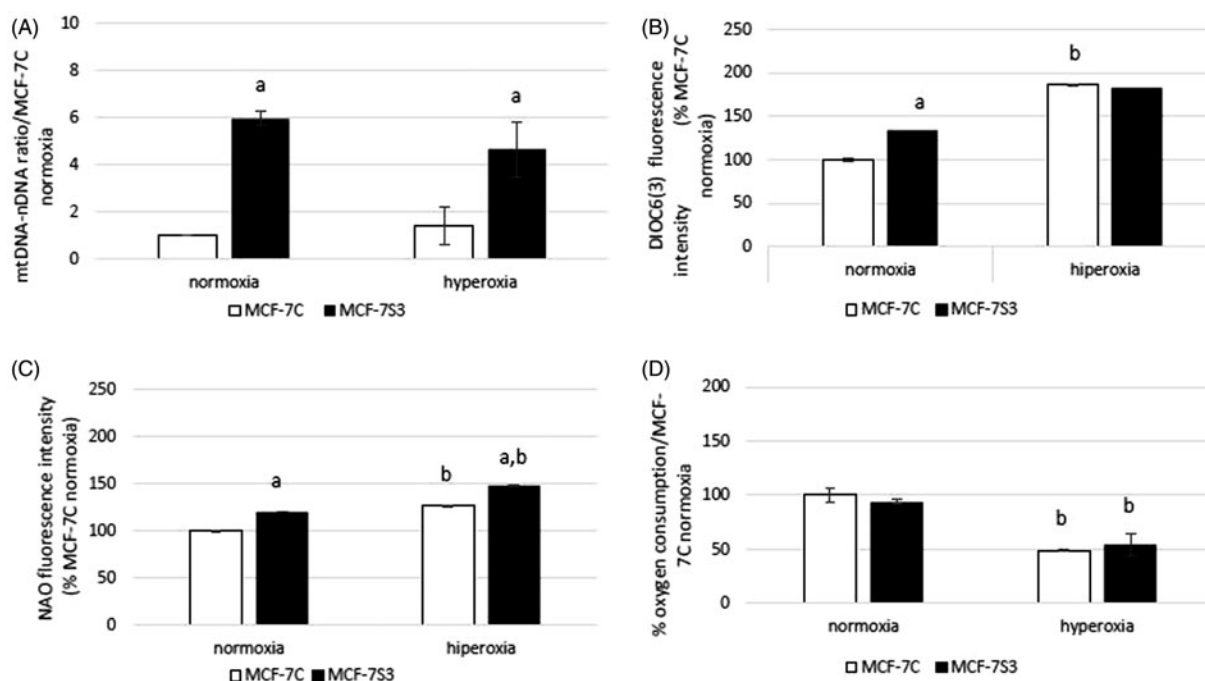 (A)
mtDNA-nDNA ratio/MCF-7C
normoxia
10
8
6
4
2
0
a
a
normoxia
hyperoxia
MCF-7C
MCF-7S3
(B)
DIOC6(3) fluorescence
intensity (% MCF-7C
normoxia)
250
200
150
100
50
0
a
b
normoxia
hiperoxia
MCF-7C
MCF-7S3
(C)
NAO fluorescence intensity
(% MCF-7C normoxia)
250
200
150
100
50
0
a
b
a,b
normoxia
hiperoxia
MCF-7C
MCF-7S3
(D)
% oxygen consumption/MCF-
7C normoxia
200
150
100
50
0
b
b
normoxia
hyperoxia
MCF-7C
MCF-7S3